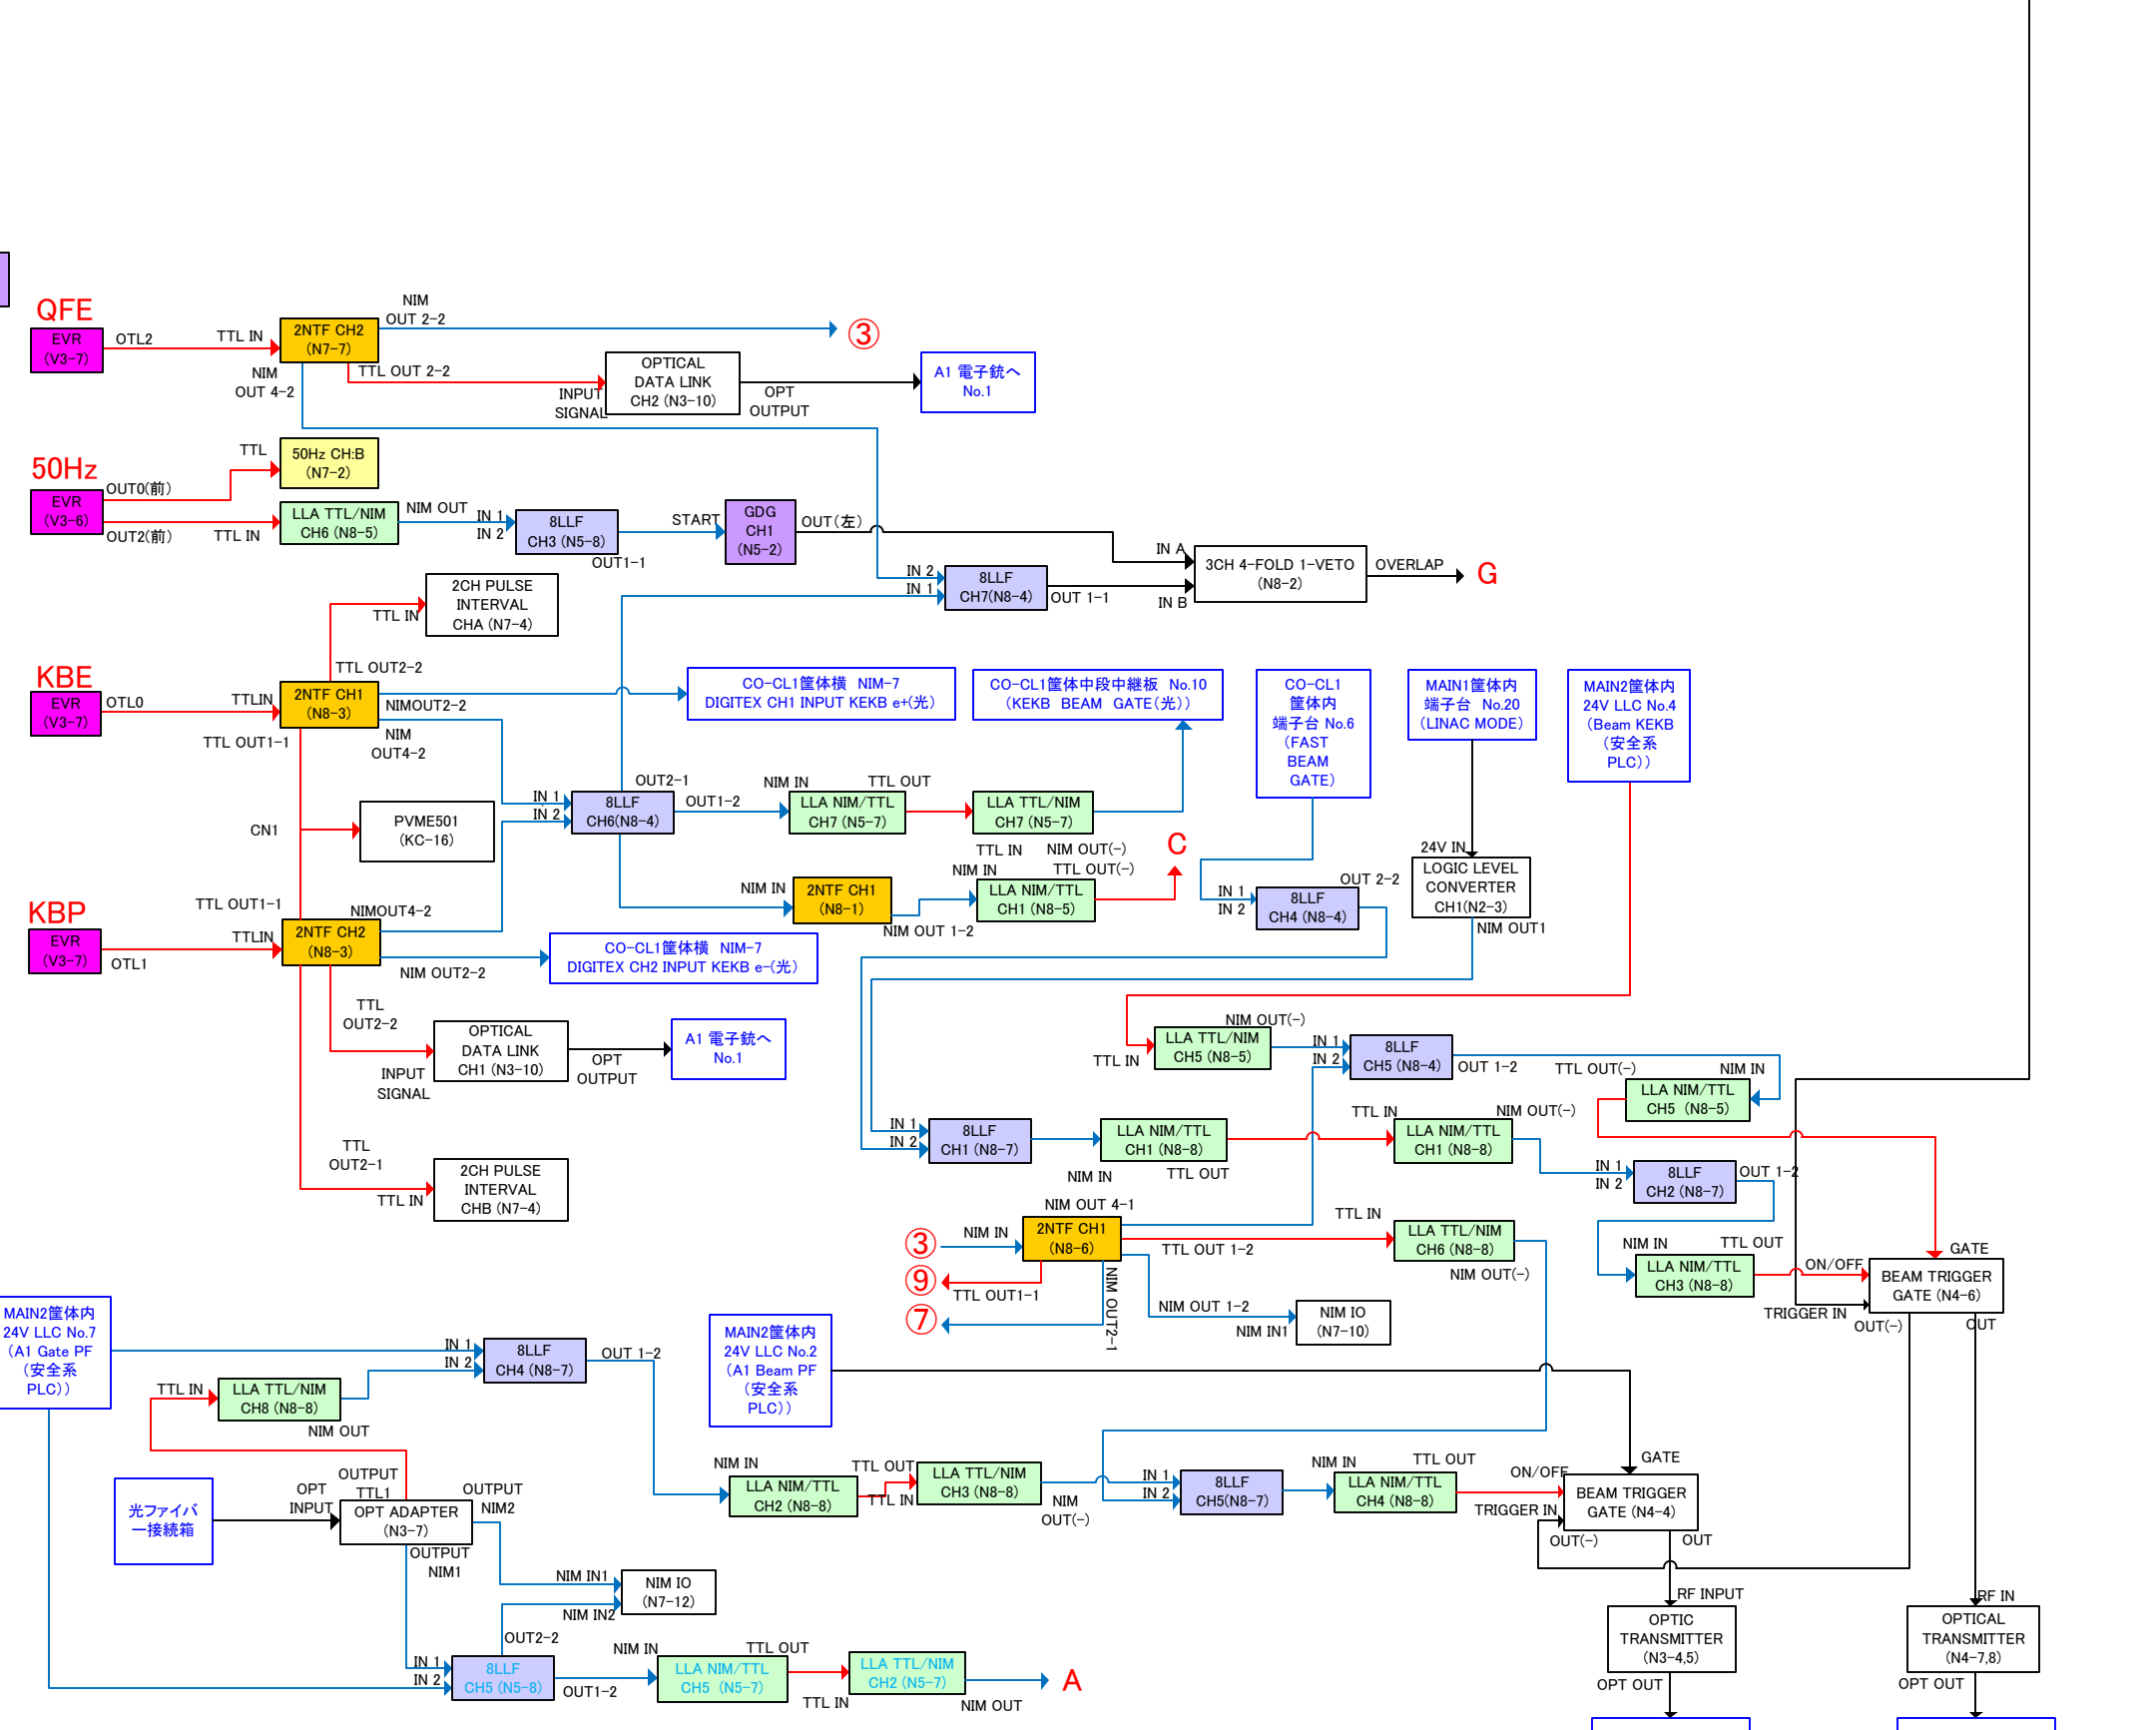 QFE
EVR
(V3-7)
OTL2
TTL IN
2NTF CH2
(N7-7)
NIM
OUT 2-2
③
NIM
OUT 4-2
TTL OUT 2-2
INPUT
SIGNAL
OPTICAL
DATA LINK
CH2 (N3-10)
OPT
OUTPUT
A1 電子銃へ
No.1
50Hz
EVR
(V3-6)
OUT0(前)
OUT2(前)
TTL
50Hz CH:B
(N7-2)
TTL IN
LLA TTL/NIM
CH6 (N8-5)
NIM OUT
IN 1
IN 2
8LLF
CH3 (N5-8)
OUT1-1
START
GDG
CH1
(N5-2)
OUT(左)
IN 2
IN 1
8LLF
CH7(N8-4)
OUT 1-1
IN A
IN B
3CH 4-FOLD 1-VETO
(N8-2)
OVERLAP
G
2CH PULSE
INTERVAL
CHA (N7-4)
TTL IN
TTL OUT2-2
KBE
EVR
(V3-7)
OTL0
TTLIN
2NTF CH1
(N8-3)
NIMOUT2-2
NIM
OUT4-2
TTL OUT1-1
CO-CL1筐体横 NIM-7
DIGITEX CH1 INPUT KEKB e+(光)
CO-CL1筐体中段中継板 No.10
(KEKB BEAM GATE(光))
CO-CL1
筐体内
端子台 No.6
(FAST
BEAM
GATE)
MAIN1筐体内
端子台 No.20
(LINAC MODE)
MAIN2筐体内
24V LLC No.4
(Beam KEKB
(安全系
PLC))
CN1
PVME501
(KC-16)
IN 1
IN 2
8LLF
CH6(N8-4)
OUT2-1
OUT1-2
NIM IN
LLA NIM/TTL
CH7 (N5-7)
TTL OUT
LLA TTL/NIM
CH7 (N5-7)
TTL IN
NIM OUT(-)
NIM IN
2NTF CH1
(N8-1)
NIM OUT 1-2
NIM IN
LLA NIM/TTL
CH1 (N8-5)
TTL OUT(-)
C
IN 1
IN 2
8LLF
CH4 (N8-4)
OUT 2-2
24V IN
LOGIC LEVEL
CONVERTER
CH1(N2-3)
NIM OUT1
KBP
EVR
(V3-7)
OTL1
TTLIN
TTL OUT1-1
2NTF CH2
(N8-3)
NIMOUT4-2
NIM OUT2-2
CO-CL1筐体横 NIM-7
DIGITEX CH2 INPUT KEKB e-(光)
TTL
OUT2-2
INPUT
SIGNAL
OPTICAL
DATA LINK
CH1 (N3-10)
OPT
OUTPUT
A1 電子銃へ
No.1
TTL
OUT2-1
TTL IN
2CH PULSE
INTERVAL
CHB (N7-4)
TTL IN
LLA TTL/NIM
CH5 (N8-5)
NIM OUT(-)
IN 1
IN 2
8LLF
CH5 (N8-4)
OUT 1-2
TTL OUT(-)
NIM IN
LLA NIM/TTL
CH5 (N8-5)
IN 1
IN 2
8LLF
CH1 (N8-7)
NIM IN
LLA NIM/TTL
CH1 (N8-8)
TTL OUT
TTL IN
LLA NIM/TTL
CH1 (N8-8)
NIM OUT(-)
IN 1
IN 2
8LLF
CH2 (N8-7)
OUT 1-2
③
NIM IN
2NTF CH1
(N8-6)
NIM OUT 4-1
TTL OUT 1-2
TTL IN
LLA TTL/NIM
CH6 (N8-8)
NIM OUT(-)
⑨
TTL OUT1-1
⑦
NIM OUT2-1
NIM OUT 1-2
NIM IN1
NIM IO
(N7-10)
NIM IN
LLA NIM/TTL
CH3 (N8-8)
TTL OUT
ON/OFF
GATE
BEAM TRIGGER
GATE (N4-6)
TRIGGER IN
OUT(-)
OUT
MAIN2筐体内
24V LLC No.7
(A1 Gate PF
(安全系
PLC))
IN 1
IN 2
8LLF
CH4 (N8-7)
OUT 1-2
MAIN2筐体内
24V LLC No.2
(A1 Beam PF
(安全系
PLC))
TTL IN
LLA TTL/NIM
CH8 (N8-8)
NIM OUT
光ファイバ
ー接続箱
OPT
INPUT
OUTPUT
TTL1
OPT ADAPTER
(N3-7)
OUTPUT
NIM2
OUTPUT
NIM1
NIM IN
LLA NIM/TTL
CH2 (N8-8)
TTL OUT
TTL IN
LLA TTL/NIM
CH3 (N8-8)
NIM
OUT(-)
IN 1
IN 2
8LLF
CH5(N8-7)
NIM IN
LLA NIM/TTL
CH4 (N8-8)
TTL OUT
ON/OFF
GATE
BEAM TRIGGER
GATE (N4-4)
TRIGGER IN
OUT(-)
OUT
NIM IN1
NIM IN2
NIM IO
(N7-12)
RF INPUT
OPTIC
TRANSMITTER
(N3-4,5)
OPT OUT
RF IN
OPTICAL
TRANSMITTER
(N4-7,8)
OPT OUT
IN 1
IN 2
8LLF
CH5 (N5-8)
OUT2-2
OUT1-2
NIM IN
LLA NIM/TTL
CH5 (N5-7)
TTL OUT
TTL IN
LLA TTL/NIM
CH2 (N5-7)
NIM OUT
A